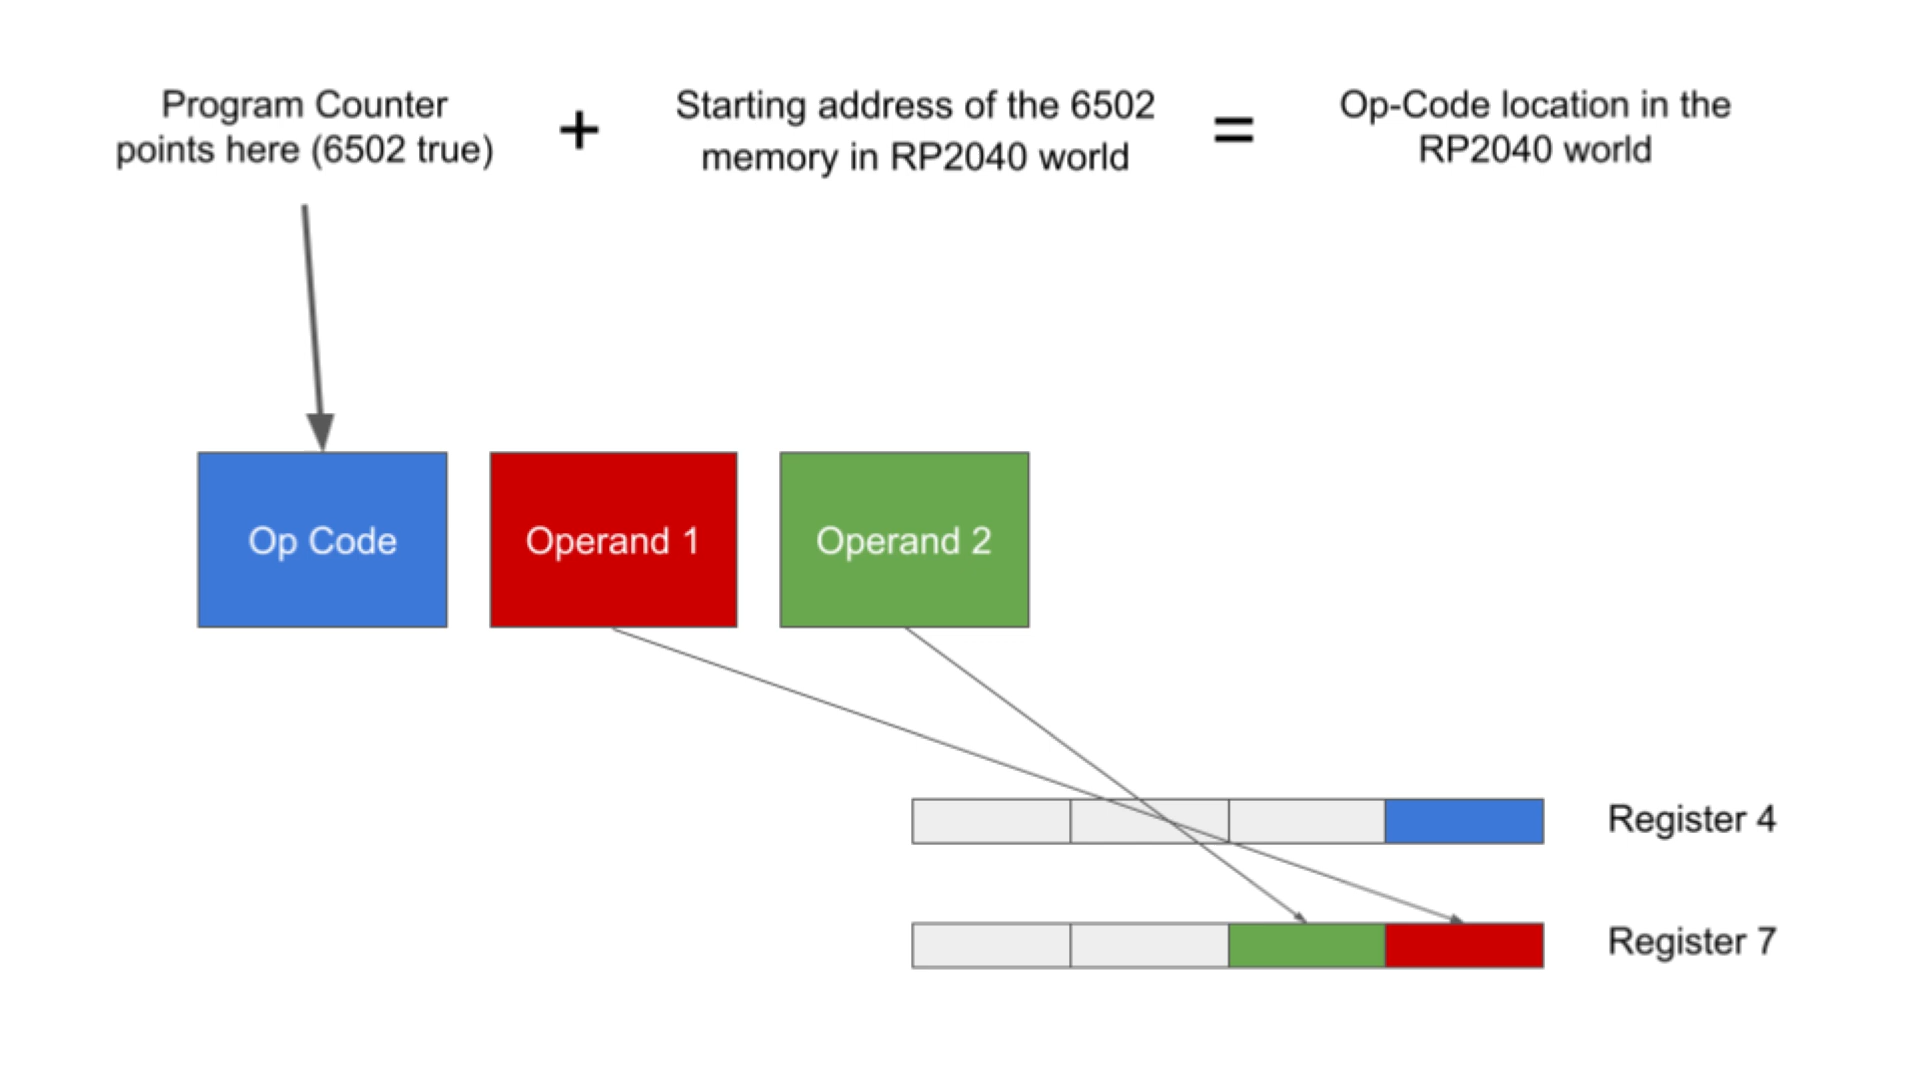 Program Counter
points here (6502 true)
+
Starting address of the 6502
memory in RP2040 world
=
Op-Code location in the
RP2040 world
Op Code
Operand 1
Operand 2
Register 4
Register 7